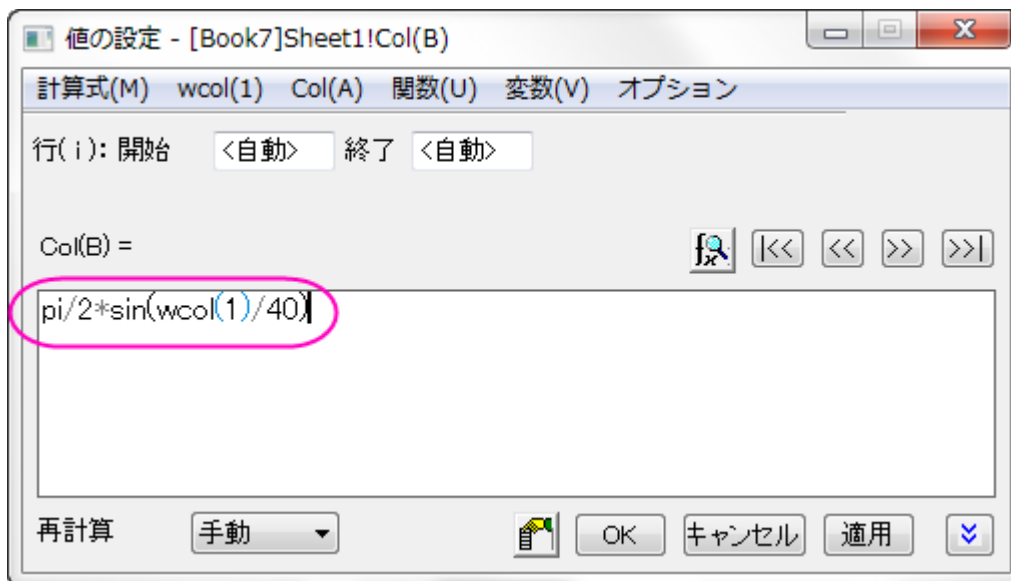 値の設定 - [Book7]Sheet1!Col(B)
計算式(M) wcol(1) Col(A) 関数(U) 変数(V) オプション
行(i): 開始 <自動> 終了 <自動>
Col(B) =
|<< << >> >>|
pi/2*sin(wcol(1)/40)
再計算 手動 OK キャンセル 適用